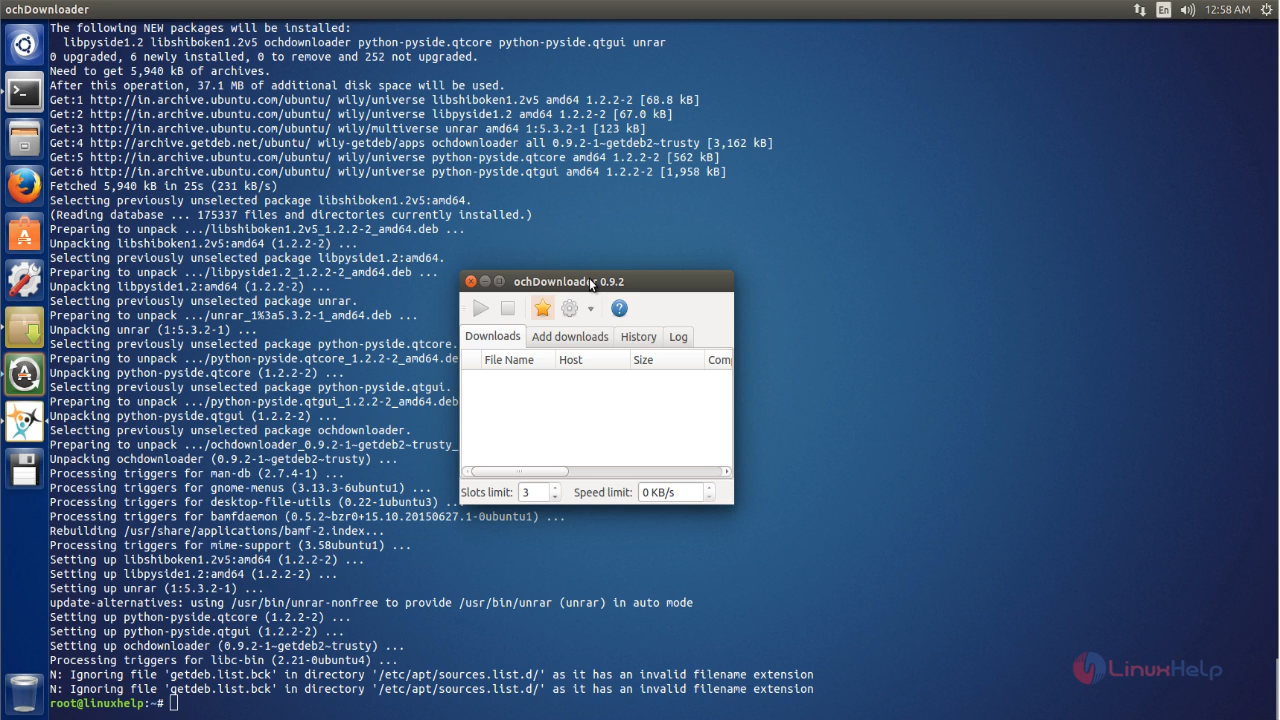 ochDownloader
En
12:58 AM
The following NEW packages will be installed:
libpyside1.2 libshiboken1.2v5 ochdownloader python-pyside.qtcore python-pyside.qtgui unrar
0 upgraded, 6 newly installed, 0 to remove and 252 not upgraded.
Need to get 5,940 kB of archives.
After this operation, 37.1 MB of additional disk space will be used.
Get:1 http://in.archive.ubuntu.com/ubuntu/ wily/universe libshiboken1.2v5 amd64 1.2.2-2 [68.8 kB]
Get:2 http://in.archive.ubuntu.com/ubuntu/ wily/universe libpyside1.2 amd64 1.2.2-2 [67.0 kB]
Get:3 http://in.archive.ubuntu.com/ubuntu/ wily/multiverse unrar amd64 1:5.3.2-1 [123 kB]
Get:4 http://archive.getdeb.net/ubuntu/ wily-getdeb/apps ochdownloader all 0.9.2-1~getdeb2~trusty [3,162 kB]
Get:5 http://in.archive.ubuntu.com/ubuntu/ wily/universe python-pyside.qtcore amd64 1.2.2-2 [562 kB]
Get:6 http://in.archive.ubuntu.com/ubuntu/ wily/universe python-pyside.qtgui amd64 1.2.2-2 [1,958 kB]
Fetched 5,940 kB in 25s (231 kB/s)
Selecting previously unselected package libshiboken1.2v5:amd64.
(Reading database ... 175337 files and directories currently installed.)
Preparing to unpack .../libshiboken1.2v5_1.2.2-2_amd64.deb ...
Unpacking libshiboken1.2v5:amd64 (1.2.2-2) ...
Selecting previously unselected package libpyside1.2:amd64.
Preparing to unpack .../libpyside1.2_1.2.2-2_amd64.deb ...
Unpacking libpyside1.2:amd64 (1.2.2-2) ...
Selecting previously unselected package unrar.
Preparing to unpack .../unrar_1%3a5.3.2-1_amd64.deb ...
Unpacking unrar (1:5.3.2-1) ...
Selecting previously unselected package python-pyside.qtcore.
Preparing to unpack .../python-pyside.qtcore_1.2.2-2_amd64.de
Unpacking python-pyside.qtcore (1.2.2-2) ...
Selecting previously unselected package python-pyside.qtgui.
Preparing to unpack .../python-pyside.qtgui_1.2.2-2_amd64.deb
Unpacking python-pyside.qtgui (1.2.2-2) ...
Selecting previously unselected package ochdownloader.
Preparing to unpack .../ochdownloader_0.9.2-1~getdeb2~trusty_
Unpacking ochdownloader (0.9.2-1~getdeb2~trusty) ...
Processing triggers for man-db (2.7.4-1) ...
Processing triggers for gnome-menus (3.13.3-6ubuntu1) ...
Processing triggers for desktop-file-utils (0.22-1ubuntu3) ...
Processing triggers for bamfdaemon (0.5.2~bzr0+15.10.20150627.1-0ubuntu1) ...
Rebuilding /usr/share/applications/bamf-2.index...
Processing triggers for mime-support (3.58ubuntu1) ...
Setting up libshiboken1.2v5:amd64 (1.2.2-2) ...
Setting up libpyside1.2:amd64 (1.2.2-2) ...
Setting up unrar (1:5.3.2-1) ...
update-alternatives: using /usr/bin/unrar-nonfree to provide /usr/bin/unrar (unrar) in auto mode
Setting up python-pyside.qtcore (1.2.2-2) ...
Setting up python-pyside.qtgui (1.2.2-2) ...
Setting up ochdownloader (0.9.2-1~getdeb2~trusty) ...
Processing triggers for libc-bin (2.21-0ubuntu4) ...
N: Ignoring file 'getdeb.list.bck' in directory '/etc/apt/sources.list.d/' as it has an invalid filename extension
N: Ignoring file 'getdeb.list.bck' in directory '/etc/apt/sources.list.d/' as it has an invalid filename extension
root@linuxhelp:~#
ochDownloader 0.9.2
Downloads
Add downloads
History
Log
File Name
Host
Size
Comp
Slots limit: 3
Speed limit: 0 KB/s
LinuxHelp